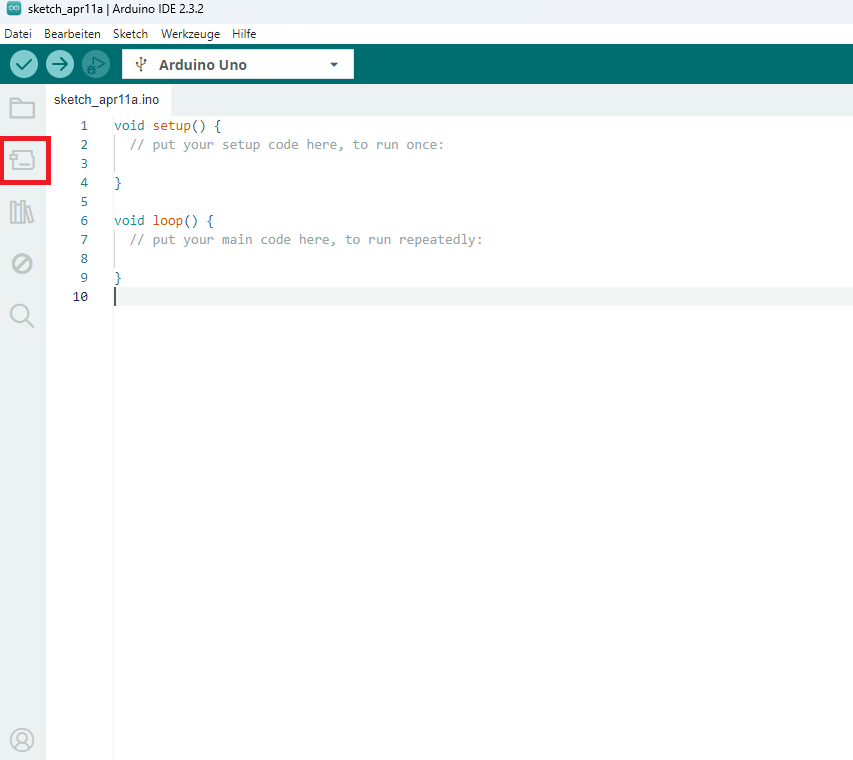 sketch_apr11a | Arduino IDE 2.3.2
Datei Bearbeiten Sketch Werkzeuge Hilfe
Arduino Uno
sketch_apr11a.ino
1 void setup() {
2 // put your setup code here, to run once:
3
4 }
5
6 void loop() {
7 // put your main code here, to run repeatedly:
8
9 }
10